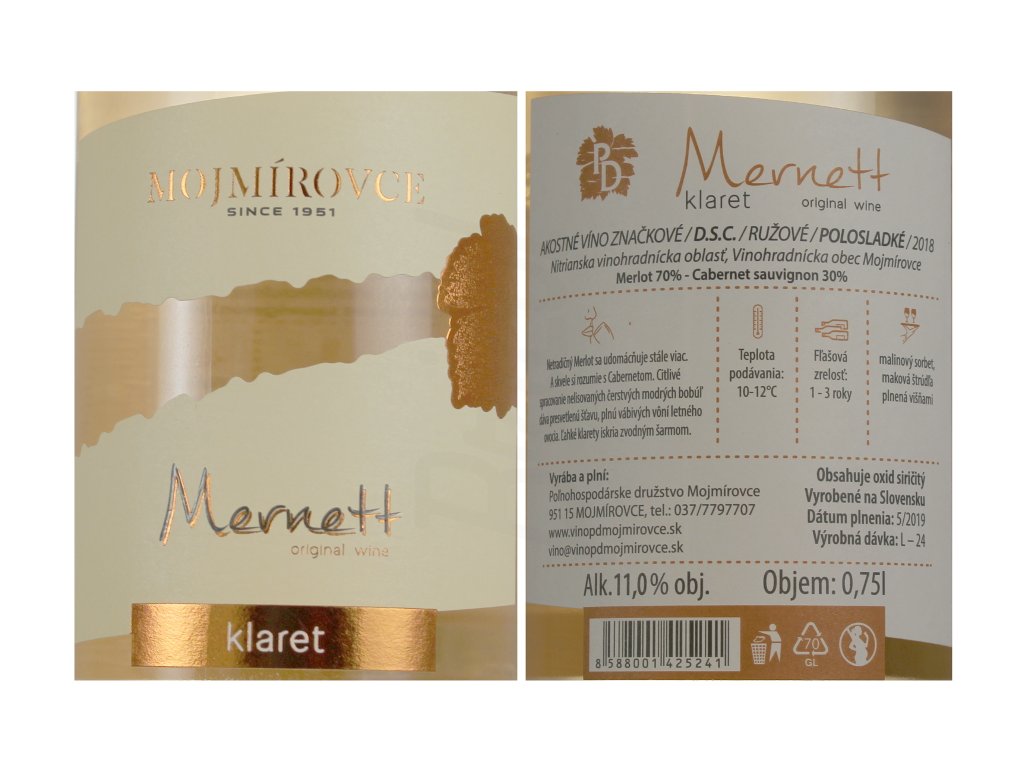 MOJMÍROVCE
SINCE 1951
Mernett
original wine
klaret
PD
Mernett
klaret original wine
AKOSTNÉ VÍNO ZNAČKOVÉ / D.S.C. / RUŽOVÉ / POLOSLADKÉ / 2018
Nitrianska vinohradnícka oblasť, Vinohradnícka obec Mojmírovce
Merlot 70% - Cabernet sauvignon 30%
Netradičný Merlot sa udomácňuje stále viac.
A skvele si rozumie s Cabernetom. Citlivé
spracovanie nelisovaných čerstvých modrých bobúľ
dáva presvetlenú šťavu, plnú vábivých vôní letného
ovocia. Ľahké klarety iskria zvodným šarmom.
Teplota
podávania:
10-12°C
Fľašová
zrelosť:
1 - 3 roky
malinový sorbet,
maková štrúdľa
plnená višňami
Vyrába a plní:
Poľnohospodárske družstvo Mojmírovce
951 15 MOJMÍROVCE, tel.: 037/7797707
www.vinopdmojmirovce.sk
vino@vinopdmojmirovce.sk
Obsahuje oxid siričitý
Vyrobené na Slovensku
Dátum plnenia: 5/2019
Výrobná dávka: L – 24
Alk. 11,0 % obj. Objem: 0,75l
8 588001 425241
70
GL